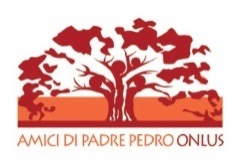 AMICI DI PADRE PEDRO ONLUS